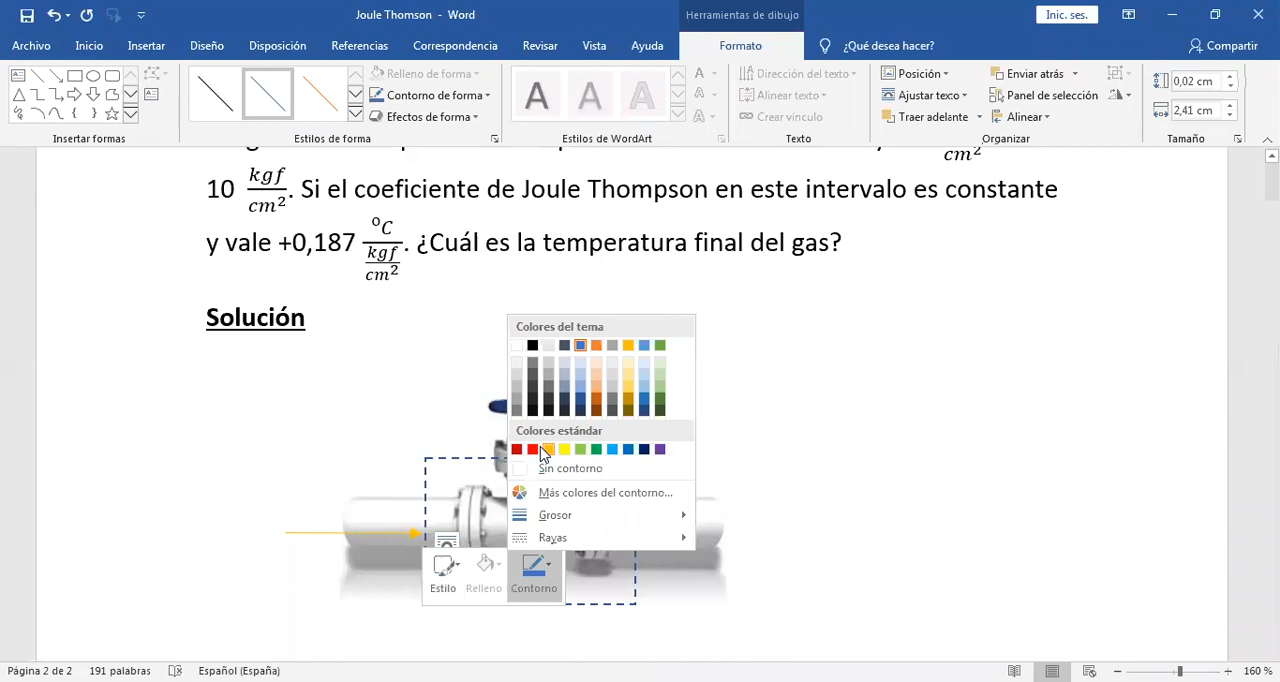 Joule Thomson - Word
Herramientas de dibujo
Inic. ses.
Archivo Inicio Insertar Diseño Disposición Referencias Correspondencia Revisar Vista Ayuda Formato ¿Qué desea hacer? Compartir
Relleno de forma
Contorno de forma
Efectos de forma
A A A
Dirección del texto
Alinear texto
Crear vínculo
Posición
Ajustar texto
Traer adelante
Enviar atrás
Panel de selección
Alinear
0,02 cm
2,41 cm
Insertar formas Estilos de forma Estilos de WordArt Texto Organizar Tamaño
cm²
10 kgf/cm². Si el coeficiente de Joule Thompson en este intervalo es constante
y vale +0,187 °C/(kgf/cm²). ¿Cuál es la temperatura final del gas?
Solución
Colores del tema
Colores estándar
Sin contorno
Más colores del contorno...
Grosor
Rayas
Estilo Relleno Contorno
Página 2 de 2 191 palabras Español (España) 160 %